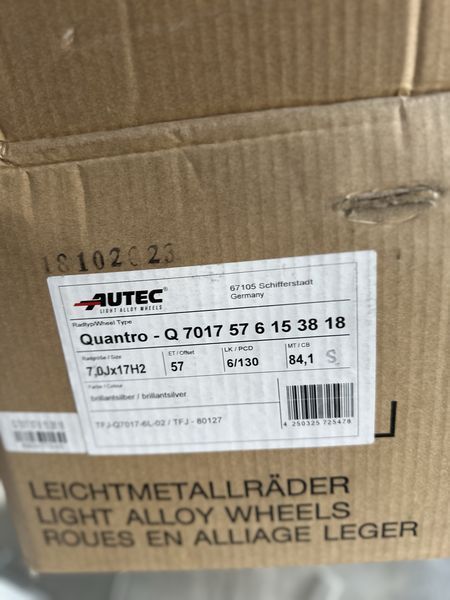 18102023
AUTEC®
LIGHT ALLOY WHEELS
67105 Schifferstadt
Germany
Radtyp/Wheel Type
Quantro - Q 7017 57 6 15 38 18
Radgröße / Size
ET / Offset
LK / PCD
MT / CB
7,0Jx17H2
57
6/130
84,1
S
Farbe / Colour
brillantsilber / brillantsilver
TFJ-Q7017-6L-02 / TFJ - 80127
4 250325 725478
LEICHTMETALLRÄDER
LIGHT ALLOY WHEELS
ROUES EN ALLIAGE LEGER